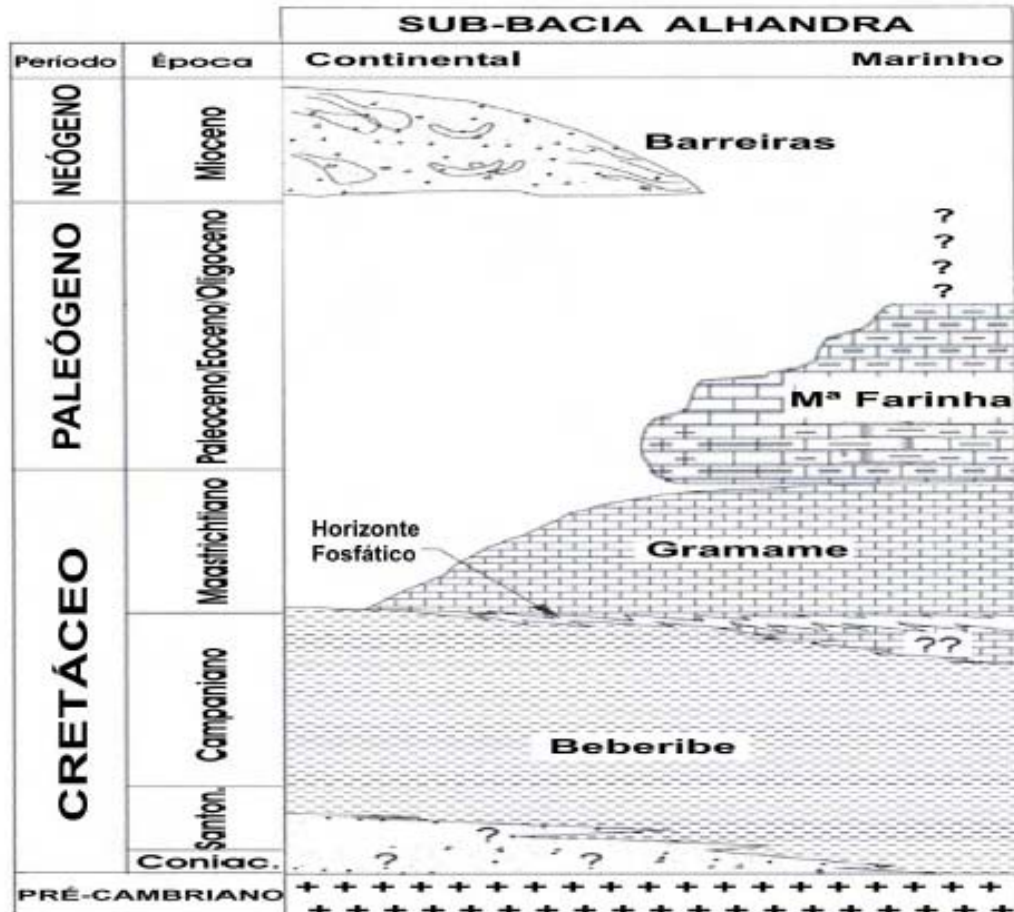 SUB-BACIA ALHANDRA
Período
Época
Continental
Marinho
NEÓGENO
Mioceno
Barreiras
PALEÓGENO
Paleoceno/Eoceno/Oligoceno
?
?
?
?
Mª Farinha
CRETÁCEO
Maastrichtiano
Horizonte
Fosfático
Gramame
??
Campaniano
Beberibe
Santon.
?
Coniac.
?
?
PRÉ-CAMBRIANO